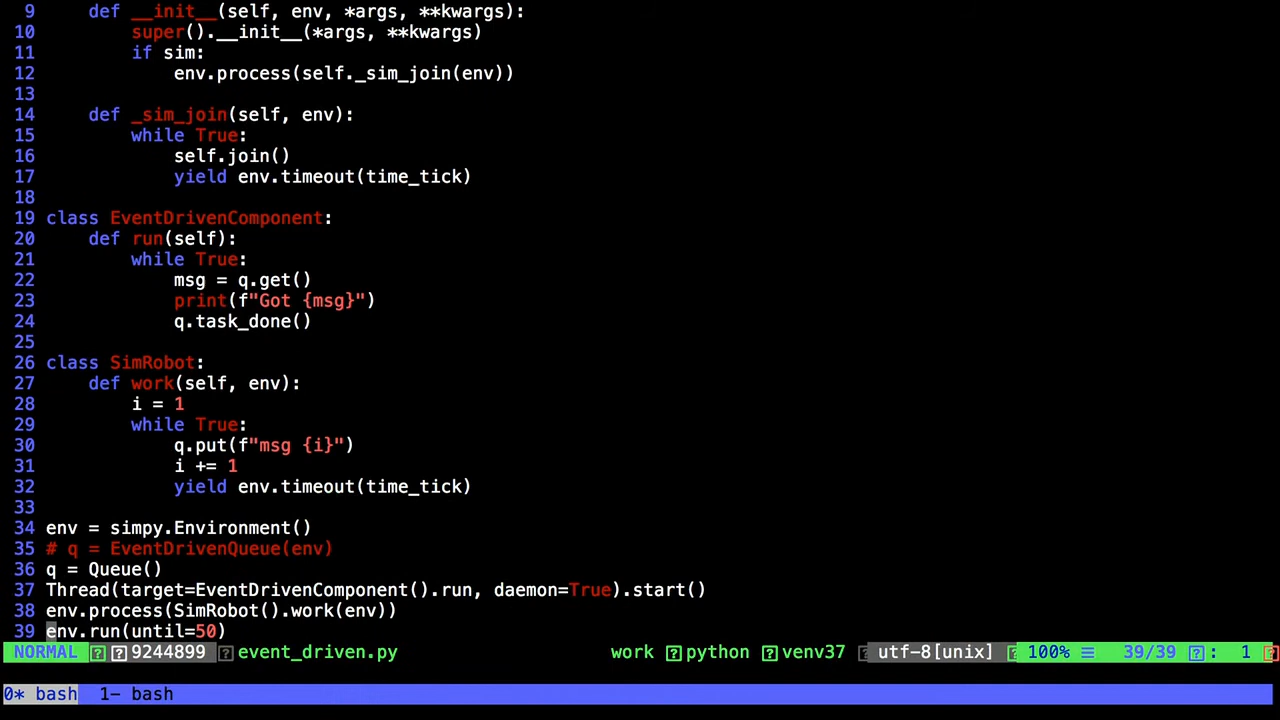 9     def __init__(self, env, *args, **kwargs):
10         super().__init__(*args, **kwargs)
11         if sim:
12             env.process(self._sim_join(env))
13
14     def _sim_join(self, env):
15         while True:
16             self.join()
17             yield env.timeout(time_tick)
18
19 class EventDrivenComponent:
20     def run(self):
21         while True:
22             msg = q.get()
23             print(f"Got {msg}")
24             q.task_done()
25
26 class SimRobot:
27     def work(self, env):
28         i = 1
29         while True:
30             q.put(f"msg {i}")
31             i += 1
32             yield env.timeout(time_tick)
33
34 env = simpy.Environment()
35 # q = EventDrivenQueue(env)
36 q = Queue()
37 Thread(target=EventDrivenComponent().run, daemon=True).start()
38 env.process(SimRobot().work(env))
39 env.run(until=50)
NORMAL ? ?9244899 ?event_driven.py work ?python ?venv37 ? utf-8[unix] ? 100% ≡ 39/39 ?: 1 ?
0* bash 1- bash